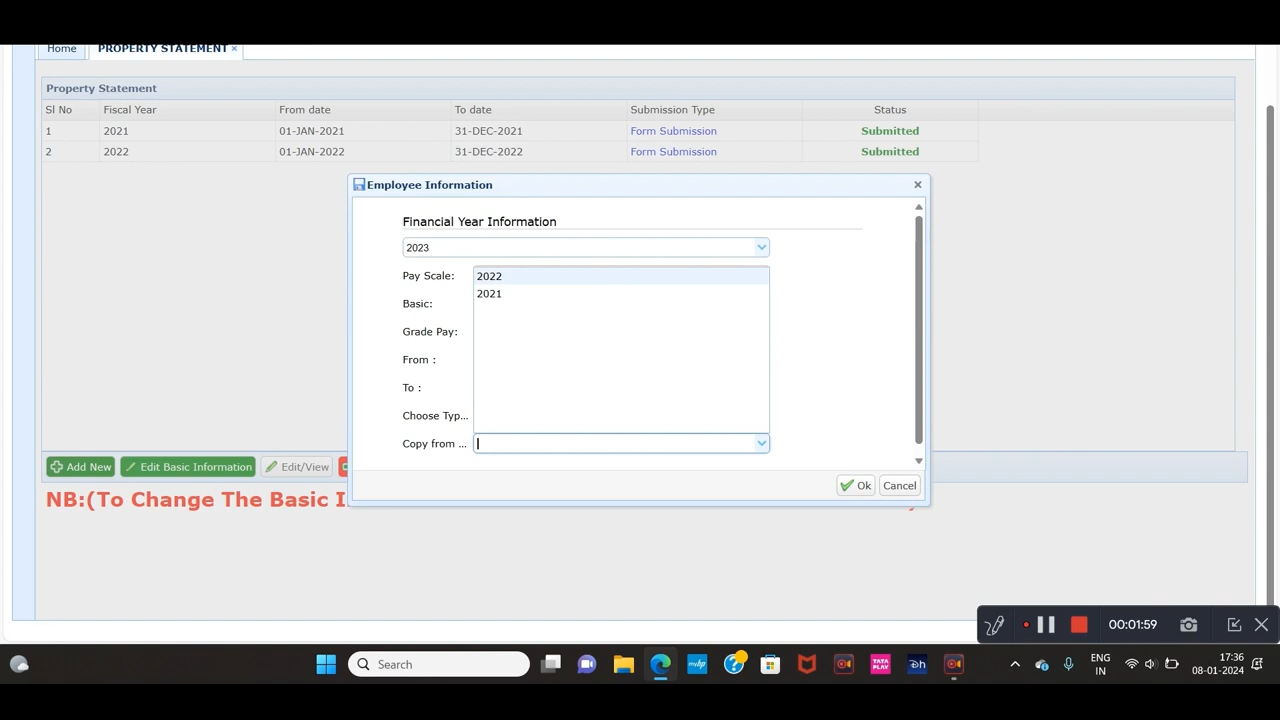 Home PROPERTY STATEMENT ×
Property Statement
Sl No Fiscal Year From date To date Submission Type Status
1 2021 01-JAN-2021 31-DEC-2021 Form Submission Submitted
2 2022 01-JAN-2022 31-DEC-2022 Form Submission Submitted
Employee Information
Financial Year Information
2023
Pay Scale: 2022
2021
Basic:
Grade Pay:
From :
To :
Choose Typ...
Copy from ...
Add New Edit Basic Information Edit/View
Ok Cancel
NB:(To Change The Basic I
00:01:59
Search
TATA PLAY
Dh
ENG
IN
17:36
08-01-2024